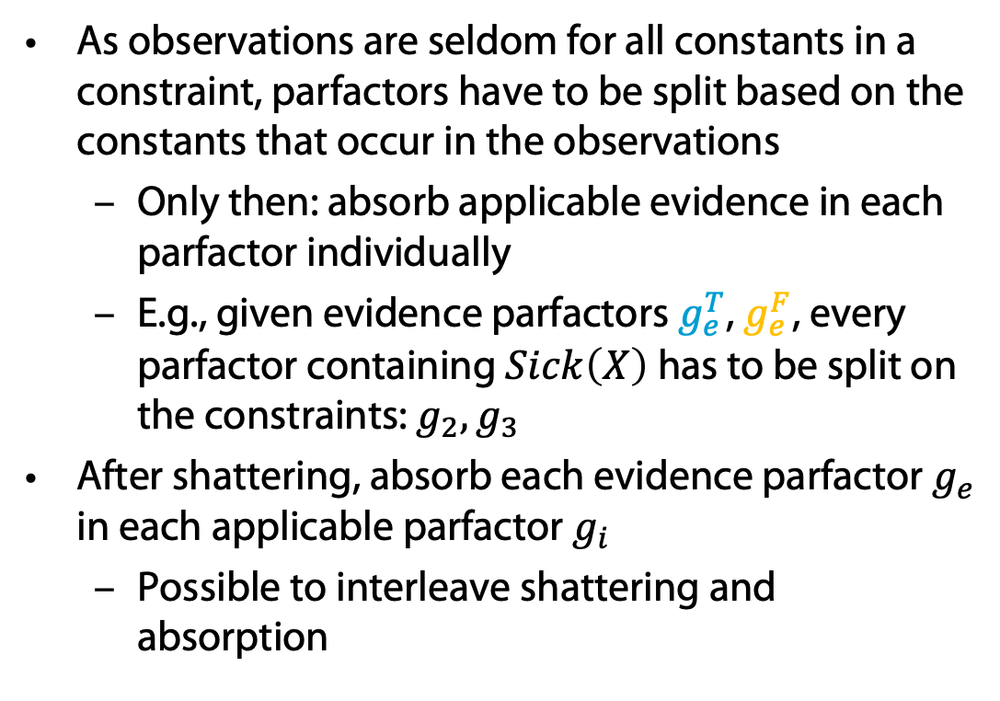 • As observations are seldom for all constants in a
constraint, parfactors have to be split based on the
constants that occur in the observations
– Only then: absorb applicable evidence in each
parfactor individually
– E.g., given evidence parfactors $g_e^T$, $g_e^F$, every
parfactor containing $Sick(X)$ has to be split on
the constraints: $g_2, g_3$
• After shattering, absorb each evidence parfactor $g_e$
in each applicable parfactor $g_i$
– Possible to interleave shattering and
absorption